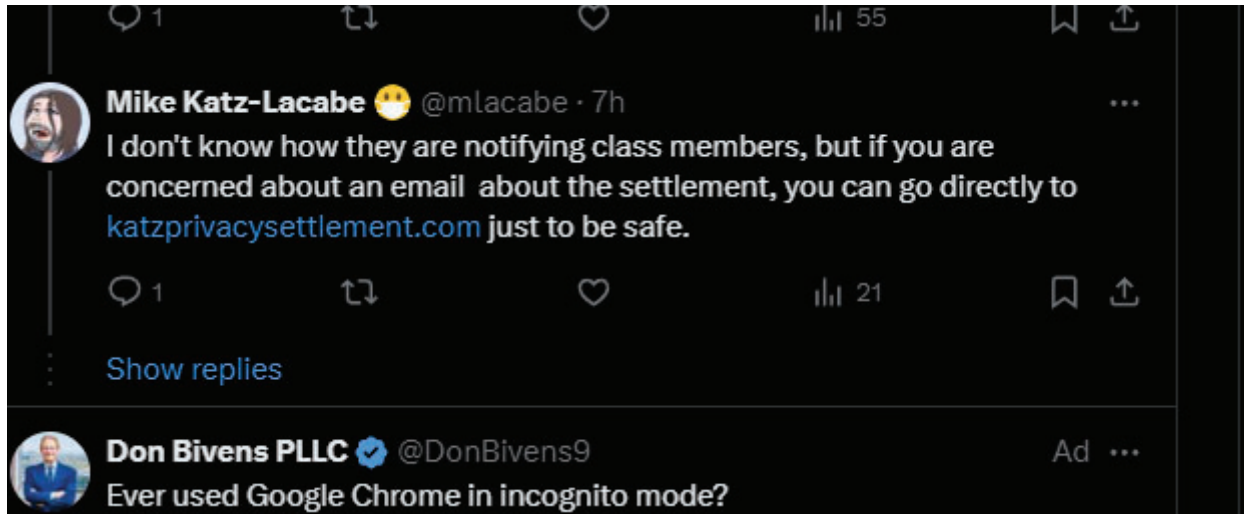 1 55
Mike Katz-Lacabe 😷 @mlacabe · 7h
I don't know how they are notifying class members, but if you are
concerned about an email  about the settlement, you can go directly to
katzprivacysettlement.com just to be safe.
1 21
Show replies
Don Bivens PLLC @DonBivens9 Ad
Ever used Google Chrome in incognito mode?